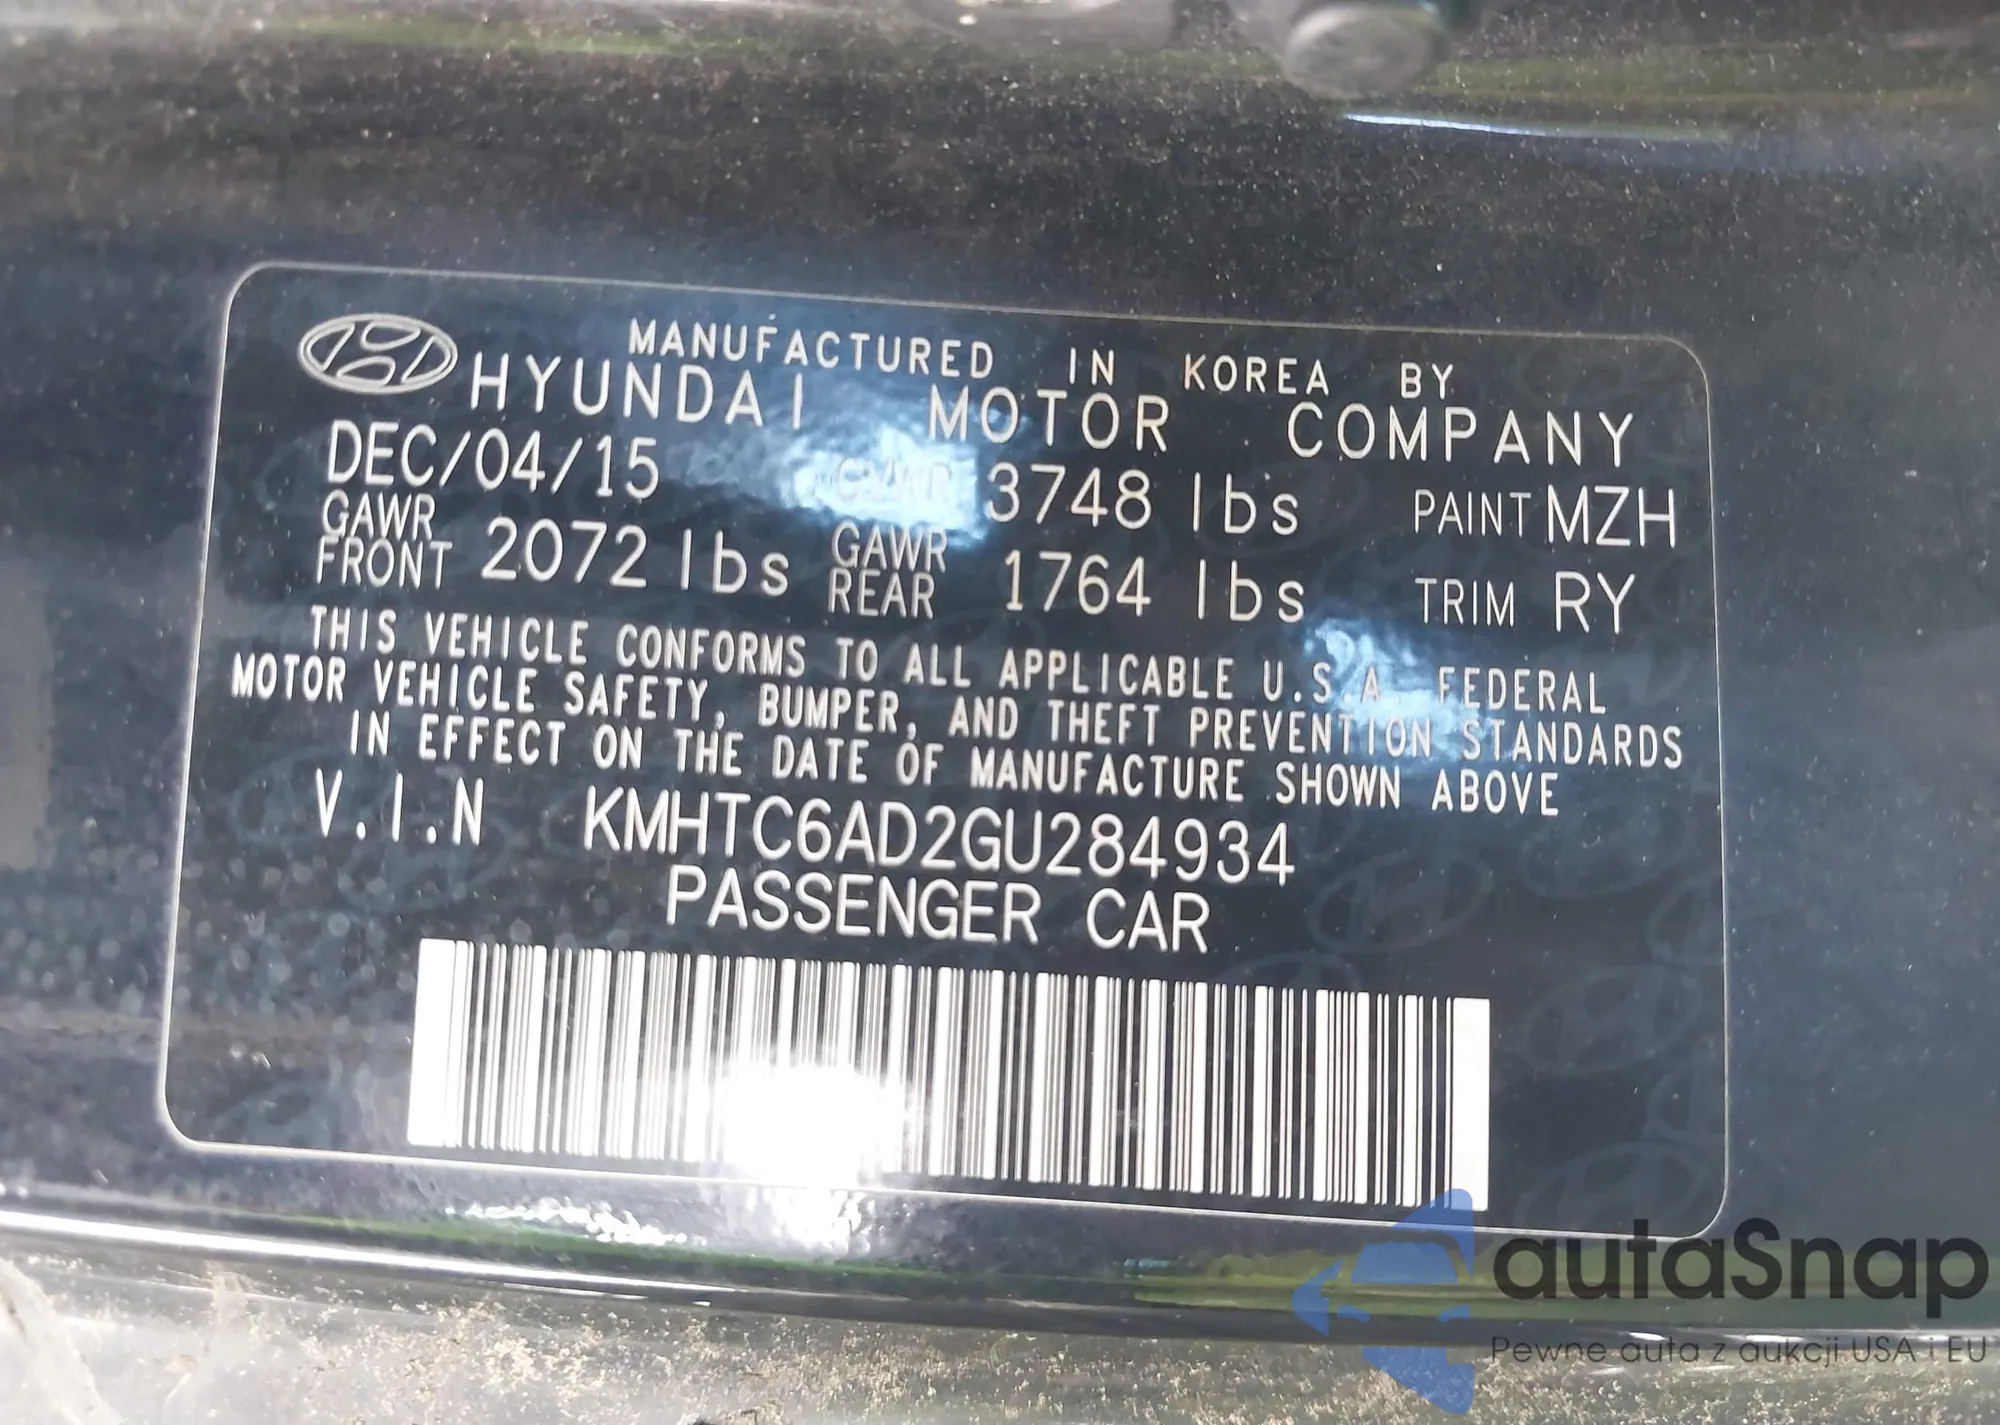 MANUFACTURED IN KOREA BY
HYUNDAI MOTOR COMPANY
DEC/04/15 GVWR 3748 lbs PAINT MZH
GAWR FRONT 2072 lbs GAWR REAR 1764 lbs TRIM RY
THIS VEHICLE CONFORMS TO ALL APPLICABLE U.S.A. FEDERAL
MOTOR VEHICLE SAFETY, BUMPER, AND THEFT PREVENTION STANDARDS
IN EFFECT ON THE DATE OF MANUFACTURE SHOWN ABOVE
V.I.N KMHTC6AD2GU284934
PASSENGER CAR
autaSnap
Pewne auta z aukcji USA i EU